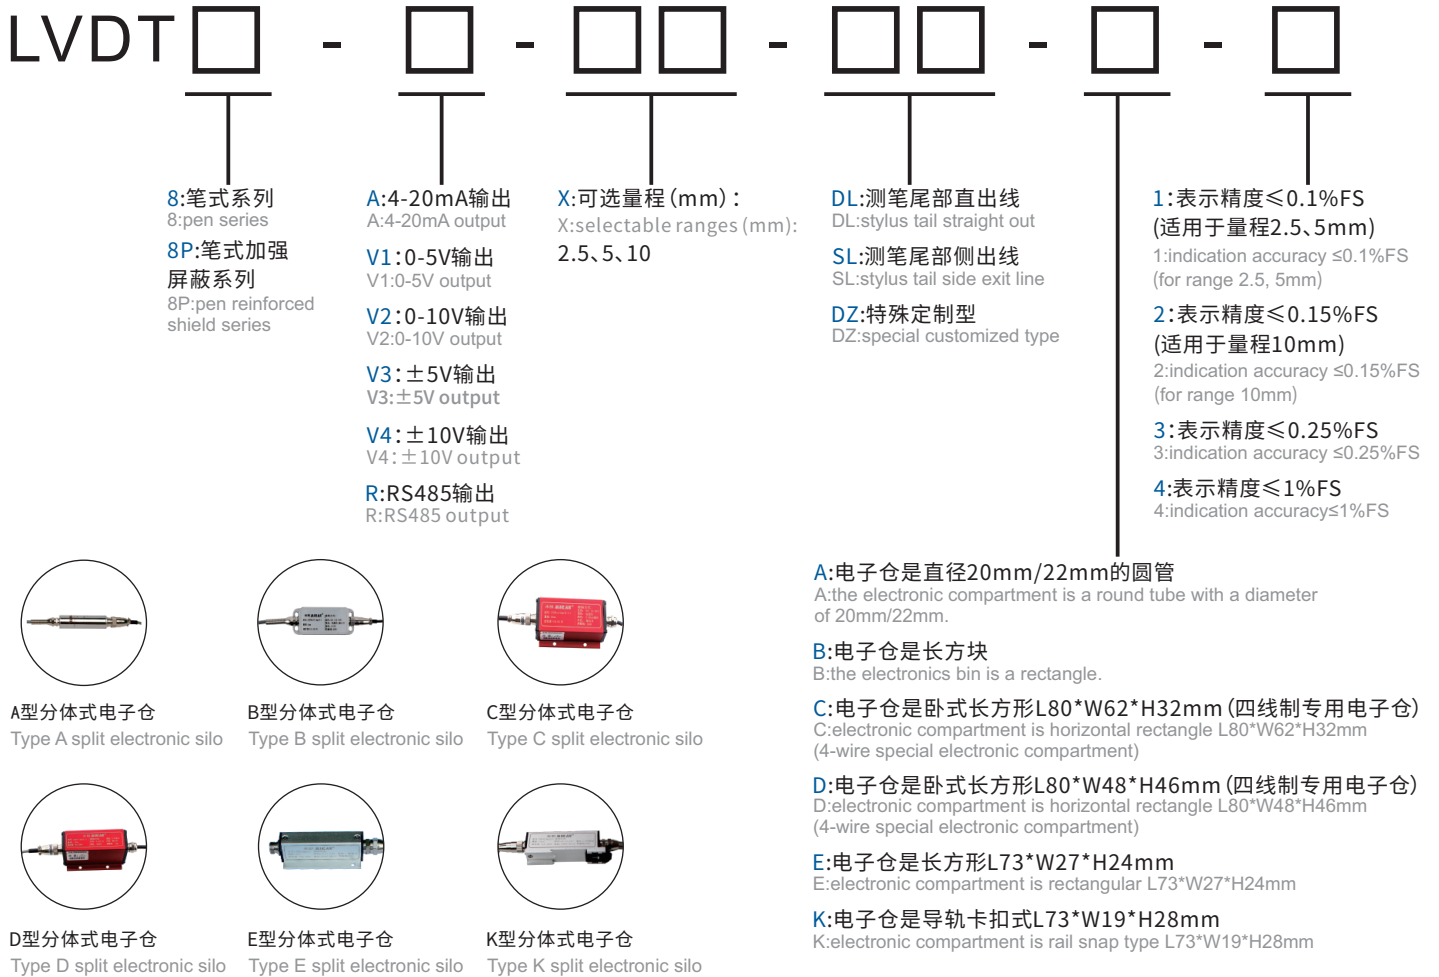 LVDT - - - - -
8:笔式系列
8:pen series
8P:笔式加强
屏蔽系列
8P:pen reinforced
shield series
A:4-20mA输出
A:4-20mA output
V1:0-5V输出
V1:0-5V output
V2:0-10V输出
V2:0-10V output
V3:±5V输出
V3:±5V output
V4:±10V输出
V4:±10V output
R:RS485输出
R:RS485 output
X:可选量程(mm):
X:selectable ranges (mm):
2.5、5、10
DL:测笔尾部直出线
DL:stylus tail straight out
SL:测笔尾部侧出线
SL:stylus tail side exit line
DZ:特殊定制型
DZ:special customized type
1:表示精度≤0.1%FS
(适用于量程2.5、5mm)
1:indication accuracy ≤0.1%FS
(for range 2.5, 5mm)
2:表示精度≤0.15%FS
(适用于量程10mm)
2:indication accuracy ≤0.15%FS
(for range 10mm)
3:表示精度≤0.25%FS
3:indication accuracy ≤0.25%FS
4:表示精度≤1%FS
4:indication accuracy≤1%FS
A:电子仓是直径20mm/22mm的圆管
A:the electronic compartment is a round tube with a diameter
of 20mm/22mm.
B:电子仓是长方块
B:the electronics bin is a rectangle.
C:电子仓是卧式长方形L80*W62*H32mm(四线制专用电子仓)
C:electronic compartment is horizontal rectangle L80*W62*H32mm
(4-wire special electronic compartment)
D:电子仓是卧式长方形L80*W48*H46mm(四线制专用电子仓)
D:electronic compartment is horizontal rectangle L80*W48*H46mm
(4-wire special electronic compartment)
E:电子仓是长方形L73*W27*H24mm
E:electronic compartment is rectangular L73*W27*H24mm
K:电子仓是导轨卡扣式L73*W19*H28mm
K:electronic compartment is rail snap type L73*W19*H28mm
A型分体式电子仓
Type A split electronic silo
B型分体式电子仓
Type B split electronic silo
C型分体式电子仓
Type C split electronic silo
D型分体式电子仓
Type D split electronic silo
E型分体式电子仓
Type E split electronic silo
K型分体式电子仓
Type K split electronic silo